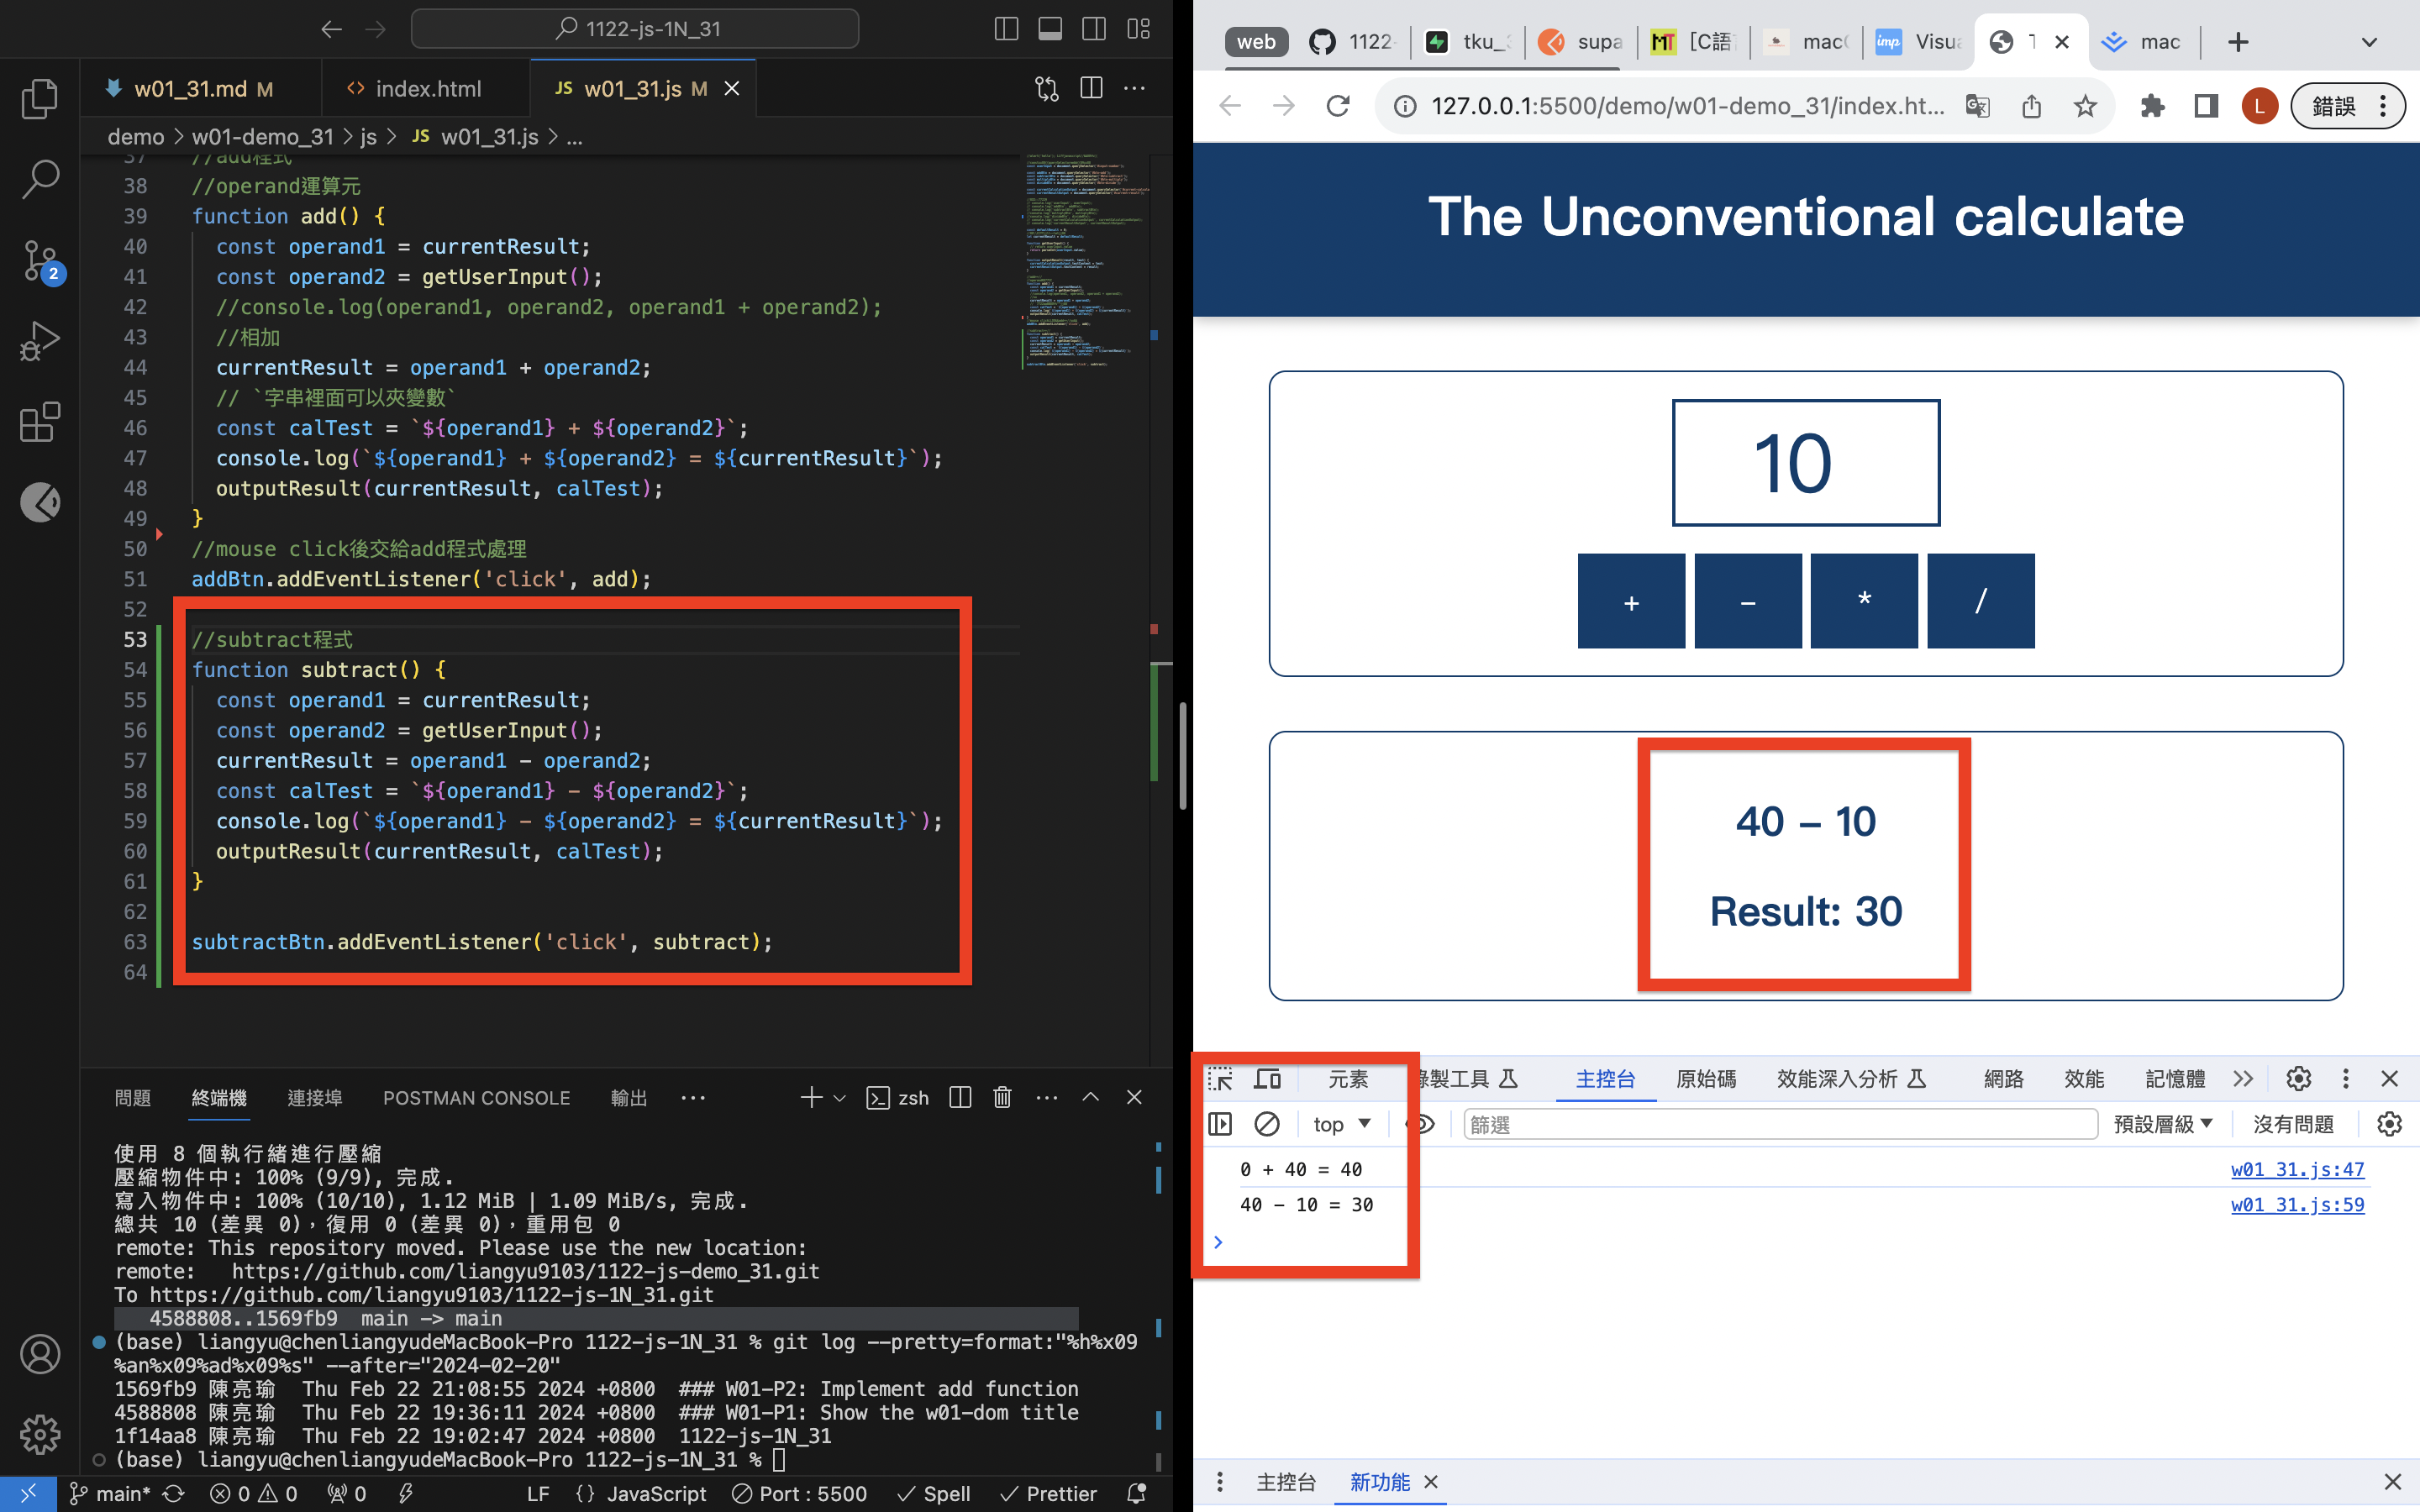 1122-js-1N_31
w01_31.md M
index.html
JS w01_31.js M
demo > w01-demo_31 > js > JS w01_31.js > ...
37 //add程式
38 //operand運算元
39 function add() {
40 const operand1 = currentResult;
41 const operand2 = getUserInput();
42 //console.log(operand1, operand2, operand1 + operand2);
43 //相加
44 currentResult = operand1 + operand2;
45 // `字串裡面可以夾變數`
46 const calTest = `${operand1} + ${operand2}`;
47 console.log(`${operand1} + ${operand2} = ${currentResult}`);
48 outputResult(currentResult, calTest);
49 }
50 //mouse click後交給add程式處理
51 addBtn.addEventListener('click', add);
52
53 //subtract程式
54 function subtract() {
55 const operand1 = currentResult;
56 const operand2 = getUserInput();
57 currentResult = operand1 - operand2;
58 const calTest = `${operand1} - ${operand2}`;
59 console.log(`${operand1} - ${operand2} = ${currentResult}`);
60 outputResult(currentResult, calTest);
61 }
62
63 subtractBtn.addEventListener('click', subtract);
64
2
問題 終端機 連接埠 POSTMAN CONSOLE 輸出 ... zsh
使用 8 個執行緒進行壓縮
壓縮物件中: 100% (9/9), 完成.
寫入物件中: 100% (10/10), 1.12 MiB | 1.09 MiB/s, 完成.
總共 10 (差異 0)，復用 0 (差異 0)，重用包 0
remote: This repository moved. Please use the new location:
remote:   https://github.com/liangyu9103/1122-js-demo_31.git
To https://github.com/liangyu9103/1122-js-1N_31.git
4588808..1569fb9  main -> main
(base) liangyu@chenliangyudeMacBook-Pro 1122-js-1N_31 % git log --pretty=format:"%h%x09
%an%x09%ad%x09%s" --after="2024-02-20"
1569fb9 陳亮瑜  Thu Feb 22 21:08:55 2024 +0800  ### W01-P2: Implement add function
4588808 陳亮瑜  Thu Feb 22 19:36:11 2024 +0800  ### W01-P1: Show the w01-dom title
1f14aa8 陳亮瑜  Thu Feb 22 19:02:47 2024 +0800  1122-js-1N_31
(base) liangyu@chenliangyudeMacBook-Pro 1122-js-1N_31 %
main* 0 0 0 LF {} JavaScript Port : 5500 Spell Prettier
web 1122- tku_ supa [C語 mac imp Visu mac
127.0.0.1:5500/demo/w01-demo_31/index.ht... L 錯誤
The Unconventional calculate
10
+ - * /
40 - 10
Result: 30
元素 錄製工具 主控台 原始碼 效能深入分析 網路 效能 記憶體
top 篩選 預設層級 沒有問題
0 + 40 = 40 w01_31.js:47
40 - 10 = 30 w01_31.js:59
主控台 新功能